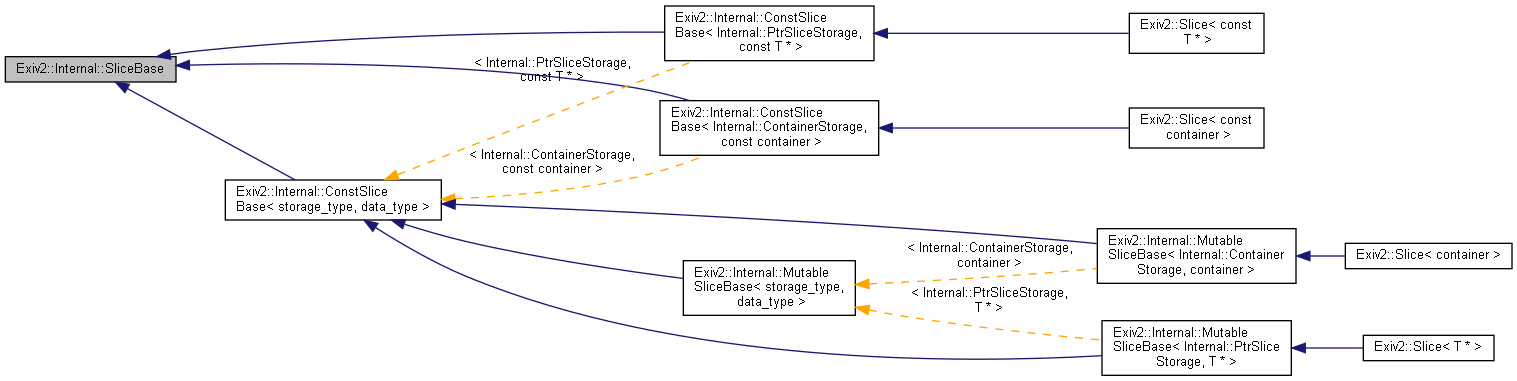 Exiv2::Internal::SliceBase
Exiv2::Internal::ConstSlice
Base< Internal::PtrSliceStorage,
const T * >
Exiv2::Slice< const
T * >
< Internal::PtrSliceStorage,
const T * >
Exiv2::Internal::ConstSlice
Base< Internal::ContainerStorage,
const container >
Exiv2::Slice< const
container >
< Internal::ContainerStorage,
const container >
Exiv2::Internal::ConstSlice
Base< storage_type, data_type >
Exiv2::Internal::Mutable
SliceBase< storage_type,
data_type >
< Internal::ContainerStorage,
container >
Exiv2::Internal::Mutable
SliceBase< Internal::Container
Storage, container >
Exiv2::Slice< container >
< Internal::PtrSliceStorage,
T * >
Exiv2::Internal::Mutable
SliceBase< Internal::PtrSlice
Storage, T * >
Exiv2::Slice< T * >